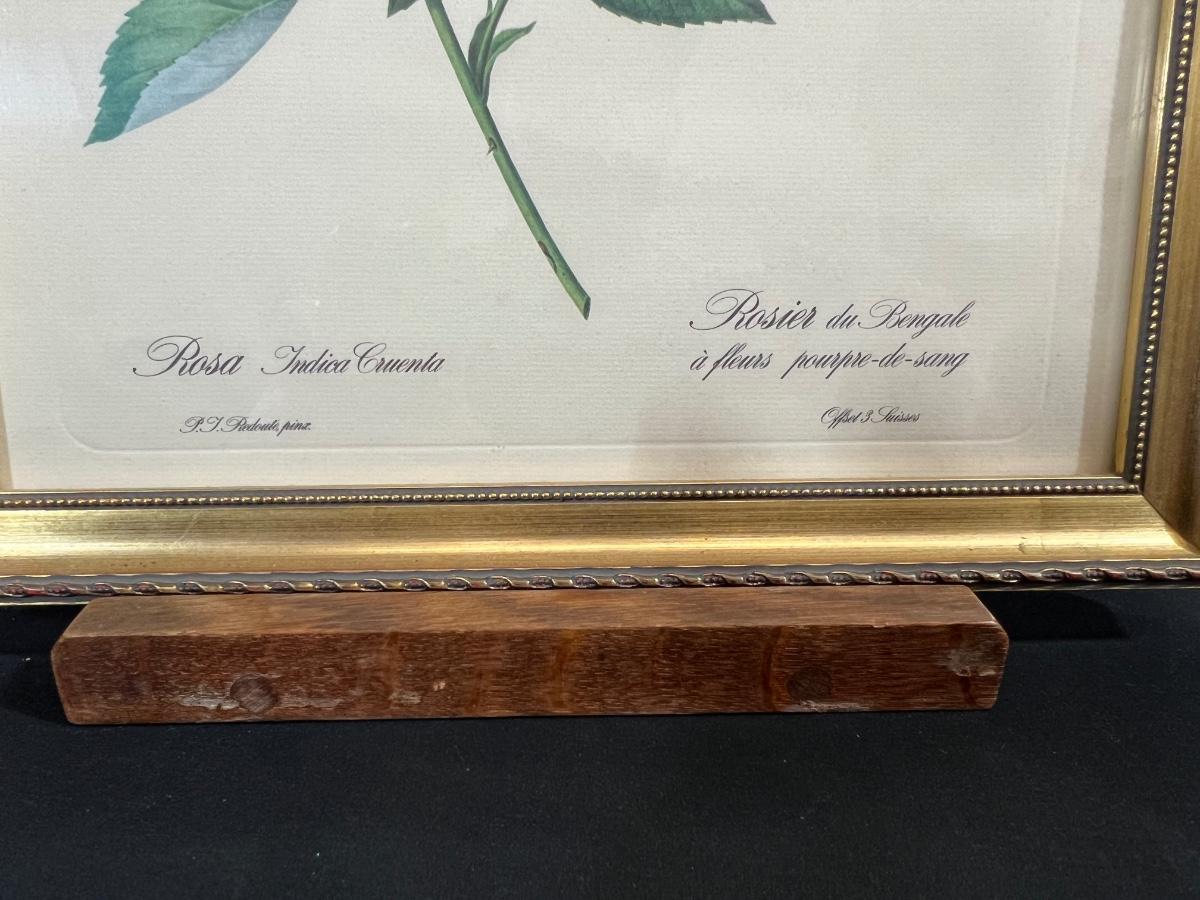 Rosa Indica Cruenta
P. J. Redouté, pinx.
Rosier du Bengale
à fleurs pourpre-de-sang
Offset 3 Suisses